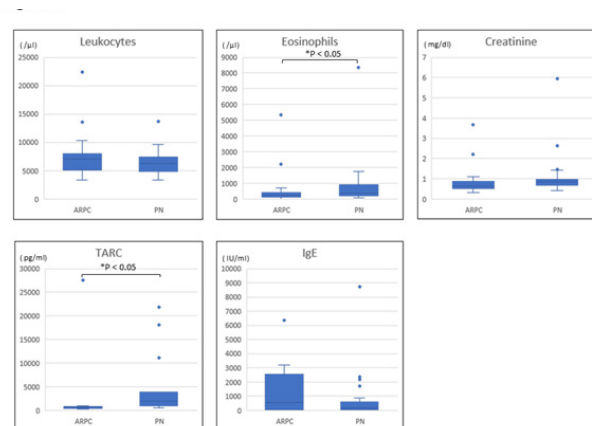 Leukocytes
(/μl)
25000
20000
15000
10000
5000
0
ARPC PN
Eosinophils
(/μl)
*P < 0.05
9000
8000
7000
6000
5000
4000
3000
2000
1000
0
ARPC PN
Creatinine
(mg/dl)
7
6
5
4
3
2
1
0
ARPC PN
TARC
(pg/ml)
*P < 0.05
30000
25000
20000
15000
10000
5000
0
ARPC PN
IgE
(IU/ml)
10000
9000
8000
7000
6000
5000
4000
3000
2000
1000
0
ARPC PN